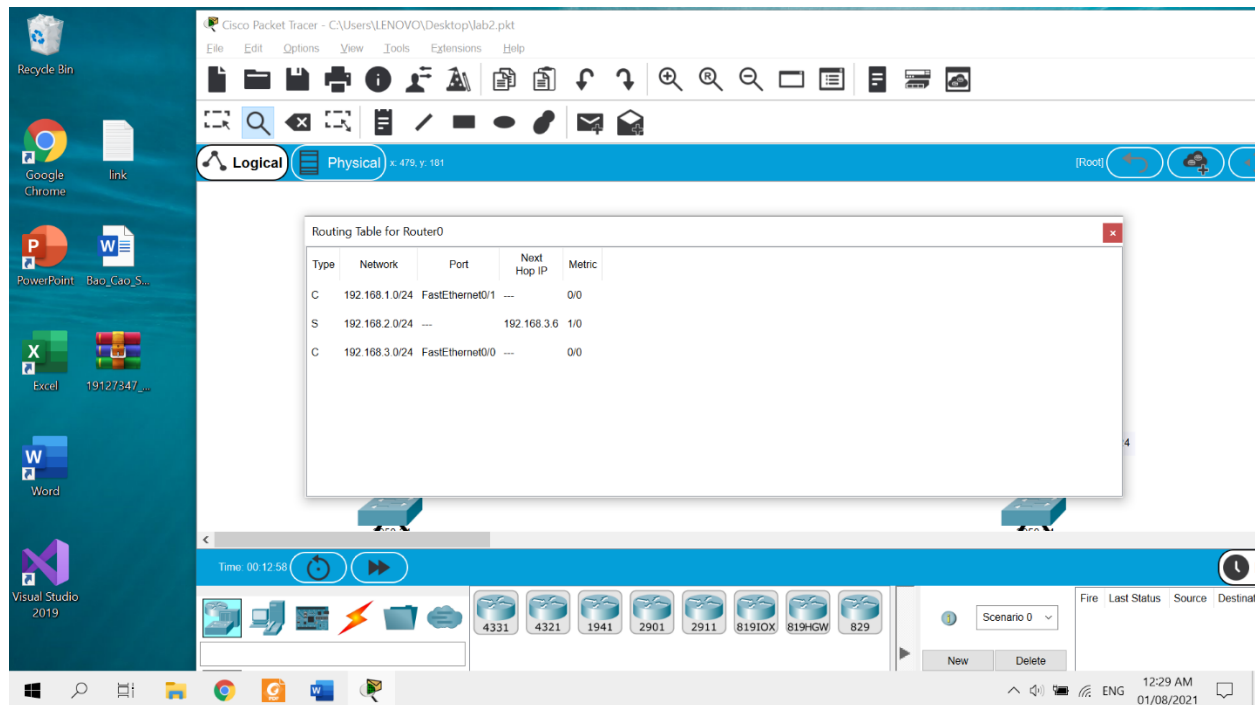 Recycle Bin
Google Chrome
link
PowerPoint
Bao_Cao_S...
Excel
19127347_...
Word
Visual Studio 2019
Cisco Packet Tracer - C:\Users\LENOVO\Desktop\lab2.pkt
File Edit Options View Tools Extensions Help
Logical Physical x: 479, y: 181 [Root]
Routing Table for Router0
Type Network Port Next Hop IP Metric
C 192.168.1.0/24 FastEthernet0/1 --- 0/0
S 192.168.2.0/24 --- 192.168.3.6 1/0
C 192.168.3.0/24 FastEthernet0/0 --- 0/0
Time: 00:12:58
4331 4321 1941 2901 2911 819IOX 819HGW 829
Scenario 0
New Delete
Fire Last Status Source Destinat
ENG
12:29 AM
01/08/2021